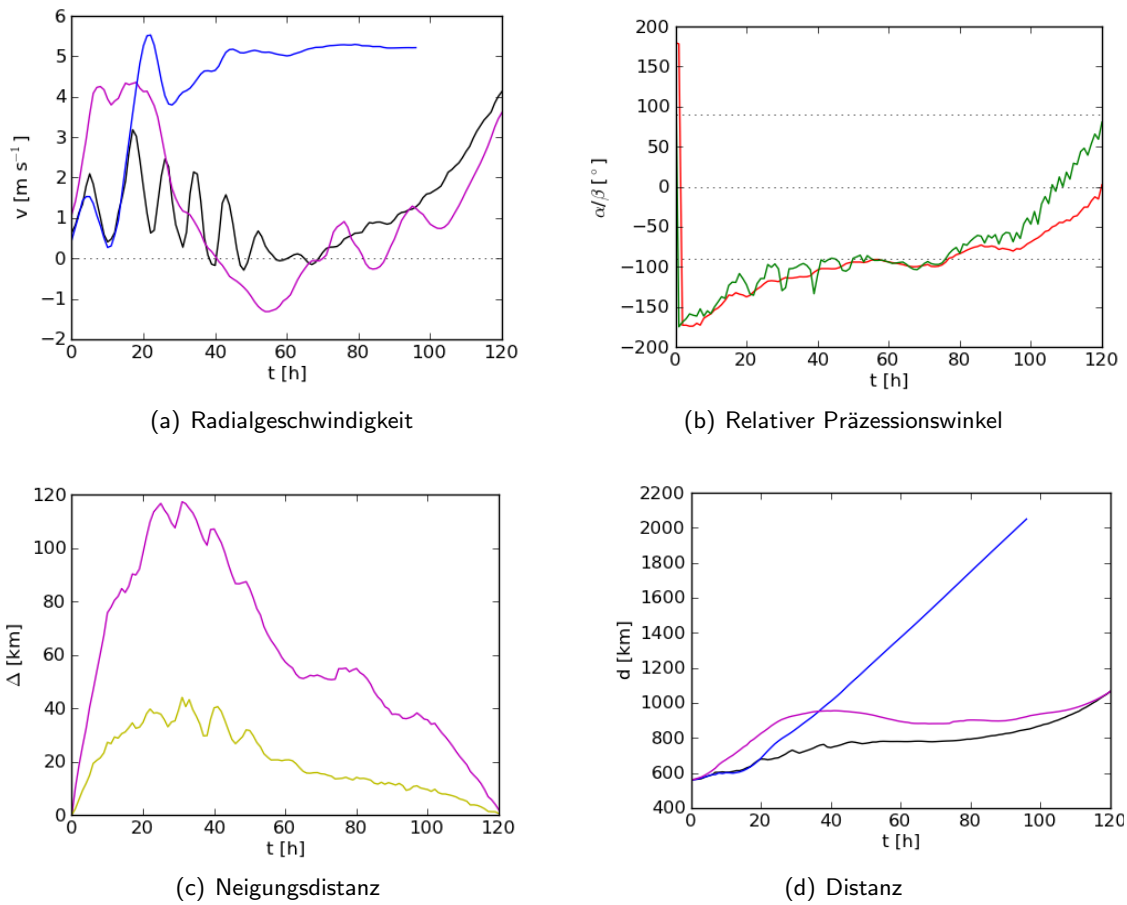 6
5
4
3
2
1
0
−1
−2
v [m s⁻¹]
0 20 40 60 80 100 120
t [h]
(a) Radialgeschwindigkeit
200
150
100
50
0
−50
−100
−150
−200
α/β [°]
0 20 40 60 80 100 120
t [h]
(b) Relativer Präzessionswinkel
120
100
80
60
40
20
0
Δ [km]
0 20 40 60 80 100 120
t [h]
(c) Neigungsdistanz
2200
2000
1800
1600
1400
1200
1000
800
600
400
d [km]
0 20 40 60 80 100 120
t [h]
(d) Distanz